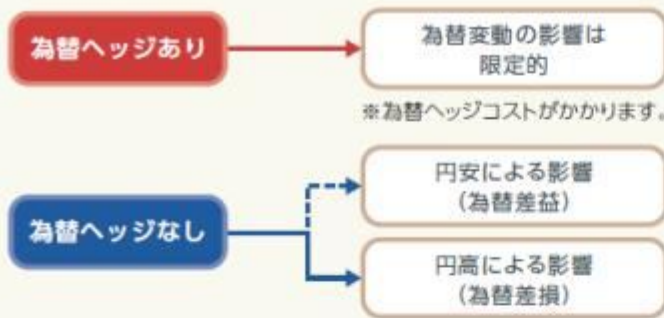 為替ヘッジあり
為替変動の影響は
限定的
※為替ヘッジコストがかかります。
為替ヘッジなし
円安による影響
(為替差益)
円高による影響
(為替差損)